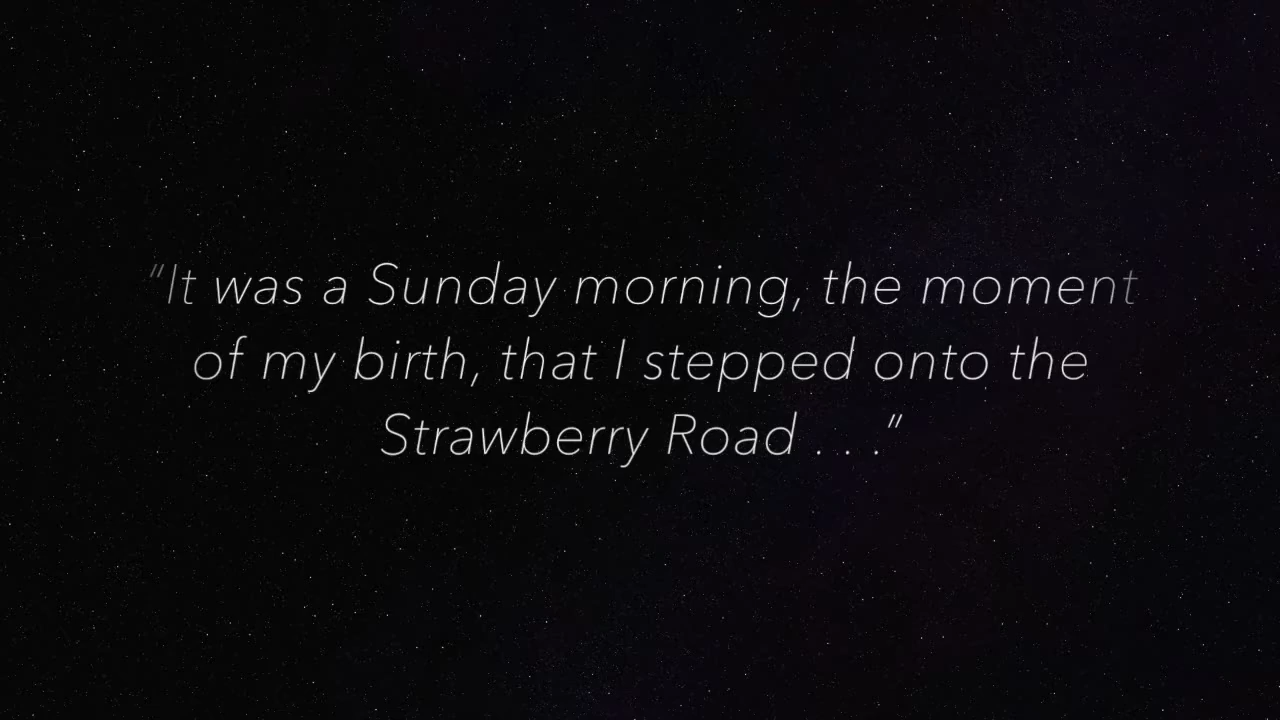 “It was a Sunday morning, the moment
of my birth, that I stepped onto the
Strawberry Road . . .”